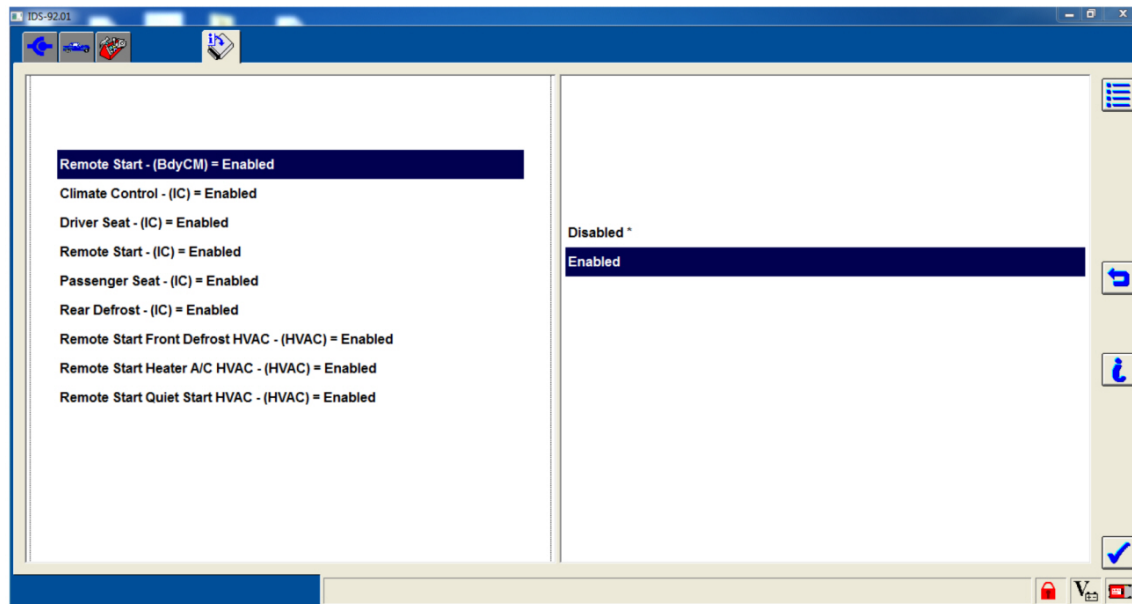 IDS-92.01
Remote Start - (BdyCM) = Enabled
Climate Control - (IC) = Enabled
Driver Seat - (IC) = Enabled
Remote Start - (IC) = Enabled
Passenger Seat - (IC) = Enabled
Rear Defrost - (IC) = Enabled
Remote Start Front Defrost HVAC - (HVAC) = Enabled
Remote Start Heater A/C HVAC - (HVAC) = Enabled
Remote Start Quiet Start HVAC - (HVAC) = Enabled
Disabled *
Enabled
V